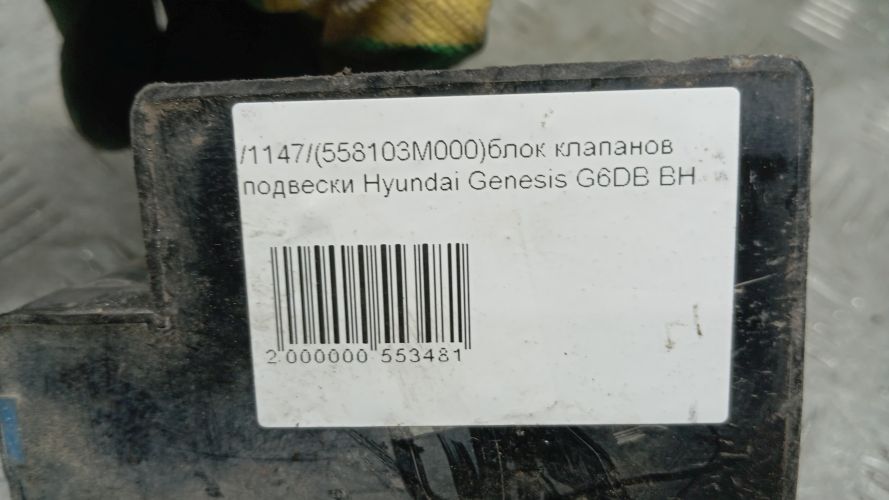 /1147/(558103M000)блок клапанов
подвески Hyundai Genesis G6DB BH
2 000000 553481